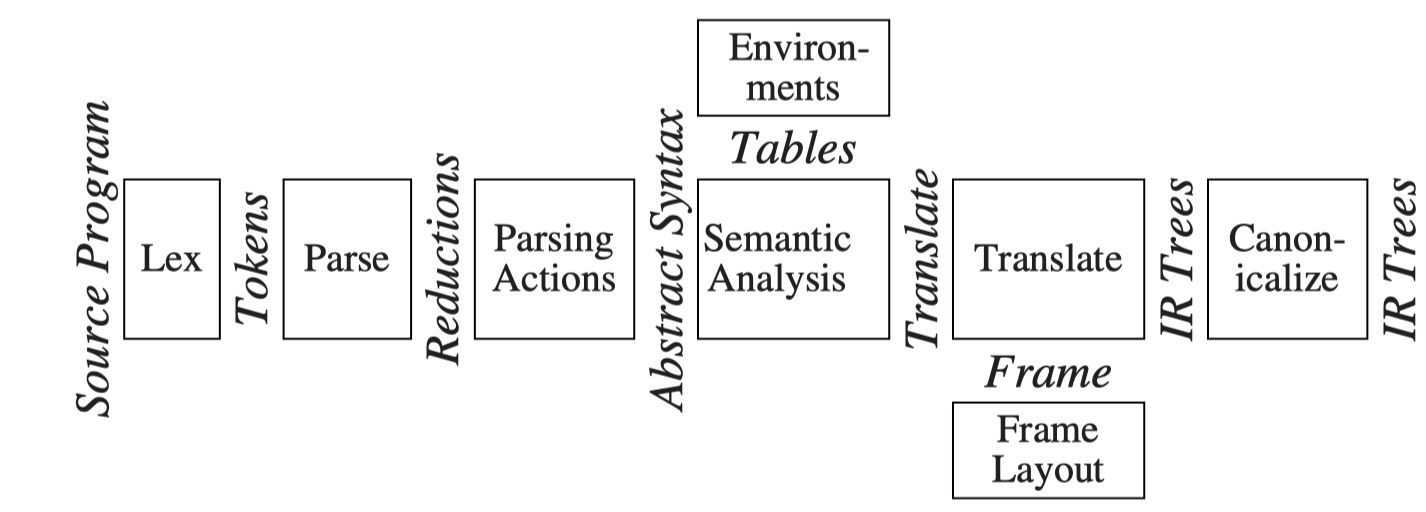 Source Program
Lex
Tokens
Parse
Reductions
Parsing
Actions
Abstract Syntax
Environ-
ments
Tables
Semantic
Analysis
Translate
Translate
Frame
Frame
Layout
IR Trees
Canon-
icalize
IR Trees